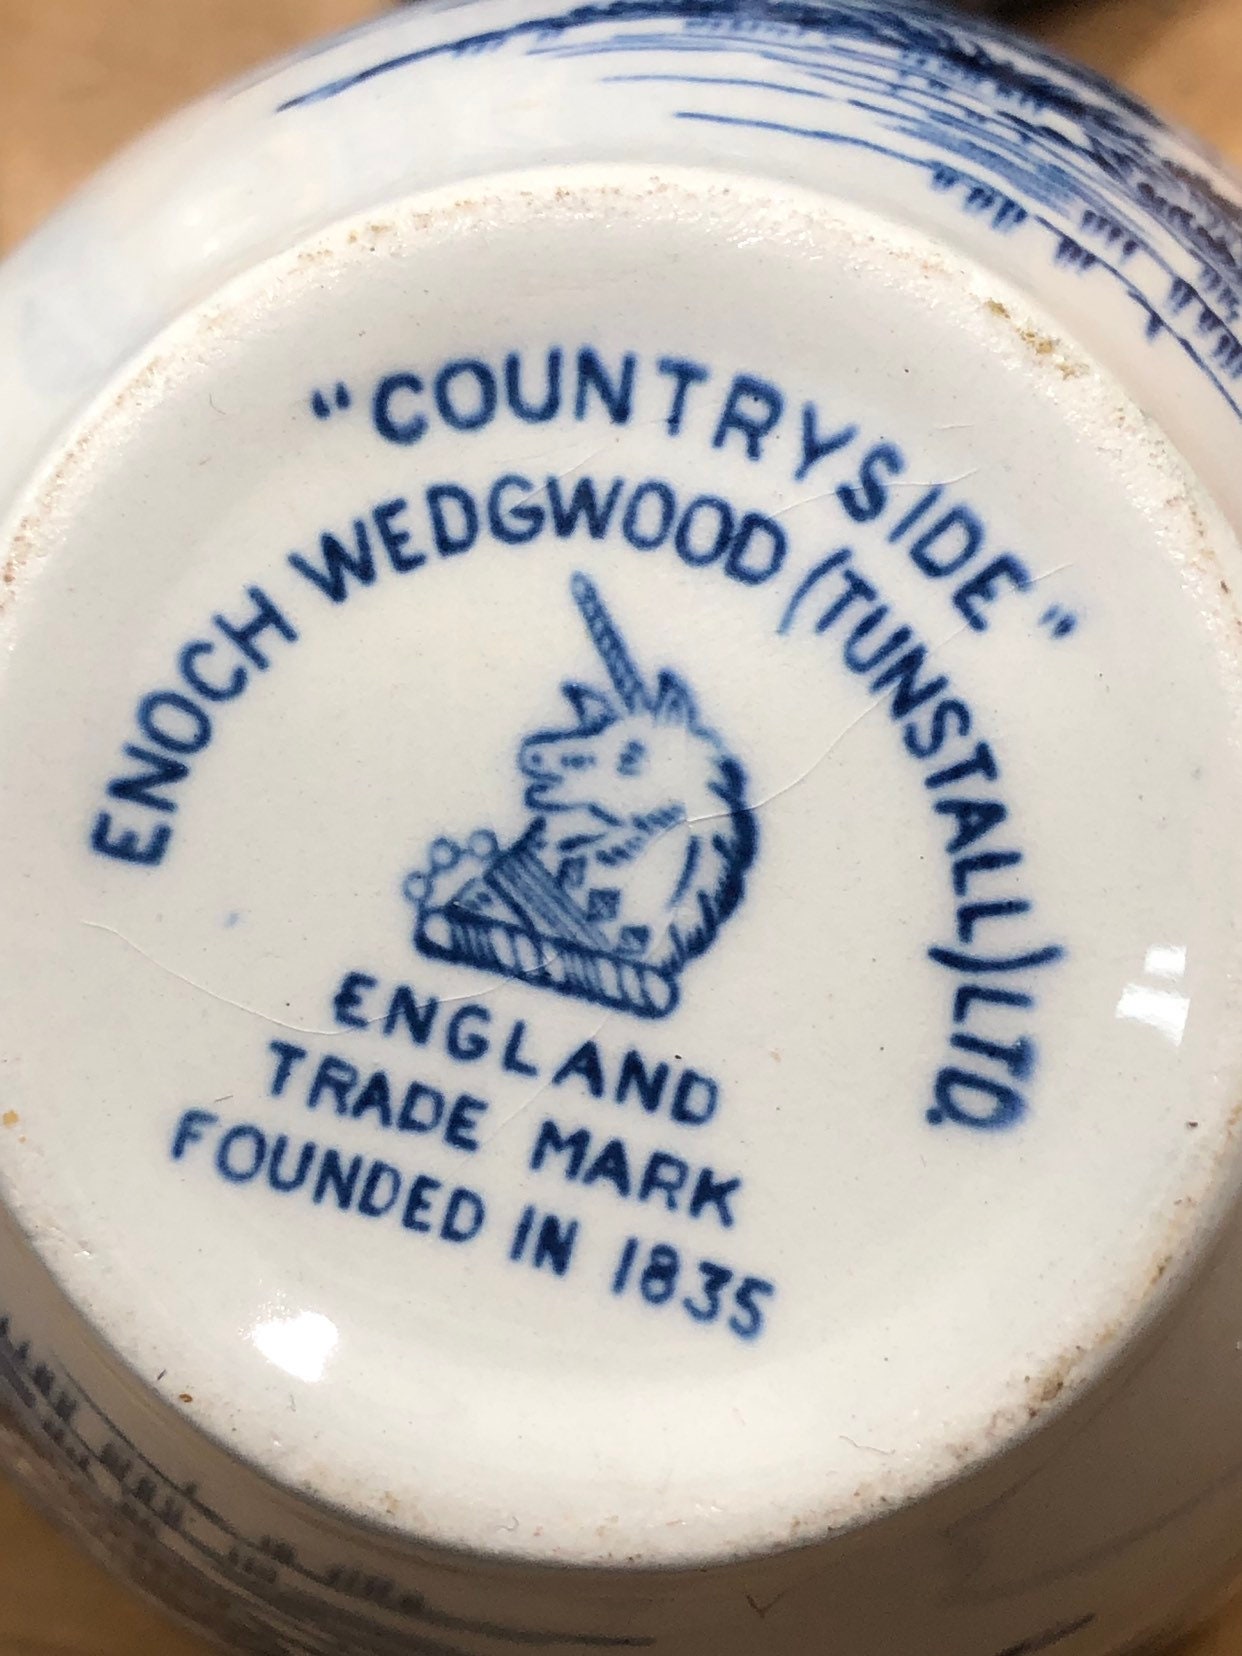 "COUNTRYSIDE"
ENOCH WEDGWOOD (TUNSTALL) LTD.
ENGLAND
TRADE MARK
FOUNDED IN 1835